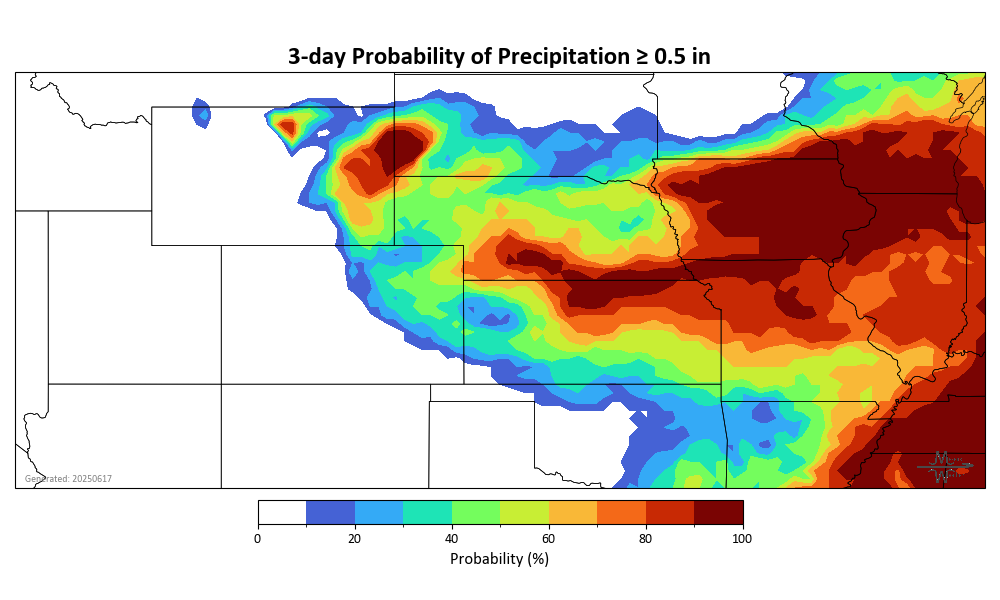 3-day Probability of Precipitation ≥ 0.5 in
Generated: 20250617
0 20 40 60 80 100
Probability (%)